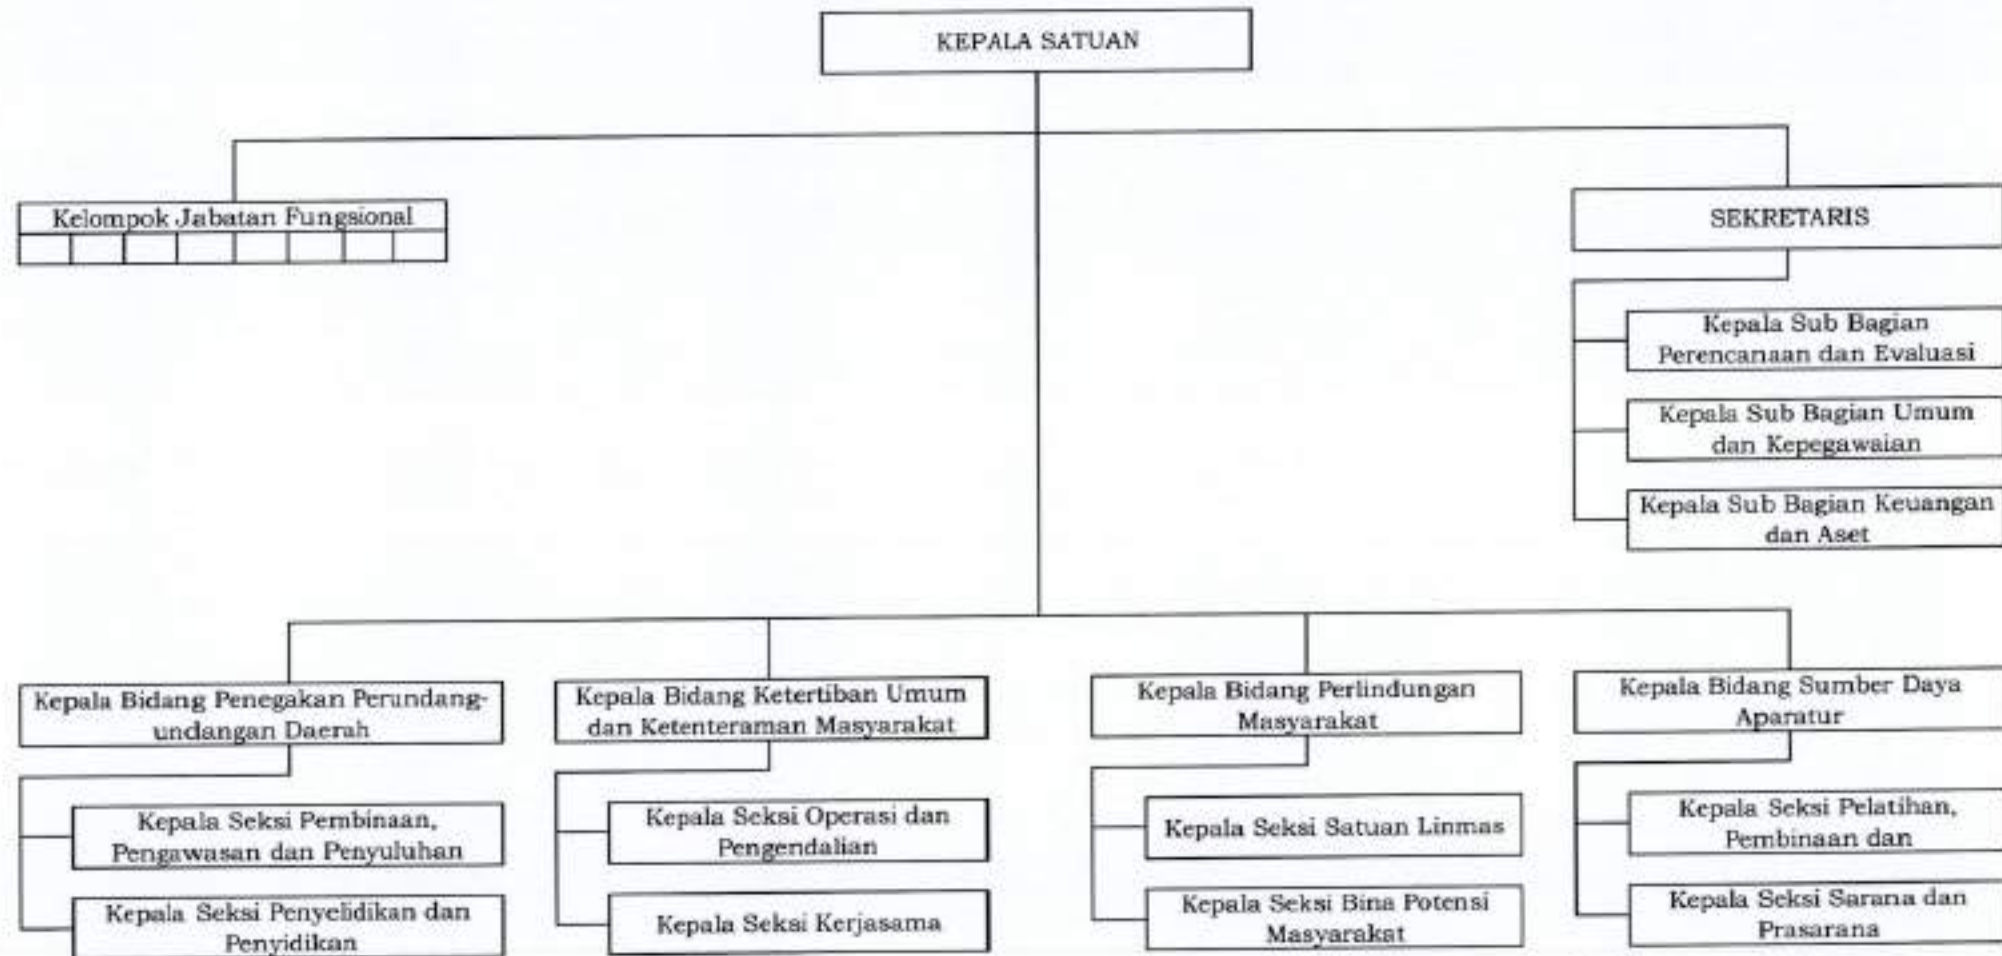 KEPALA SATUAN
Kelompok Jabatan Fungsional
SEKRETARIS
Kepala Sub Bagian
Perencanaan dan Evaluasi
Kepala Sub Bagian Umum
dan Kepegawaian
Kepala Sub Bagian Keuangan
dan Aset
Kepala Bidang Penegakan Perundang-
undangan Daerah
Kepala Seksi Pembinaan,
Pengawasan dan Penyuluhan
Kepala Seksi Penyelidikan dan
Penyidikan
Kepala Bidang Ketertiban Umum
dan Ketenteraman Masyarakat
Kepala Seksi Operasi dan
Pengendalian
Kepala Seksi Kerjasama
Kepala Bidang Perlindungan
Masyarakat
Kepala Seksi Satuan Linmas
Kepala Seksi Bina Potensi
Masyarakat
Kepala Bidang Sumber Daya
Aparatur
Kepala Seksi Pelatihan,
Pembinaan dan
Kepala Seksi Sarana dan
Prasarana